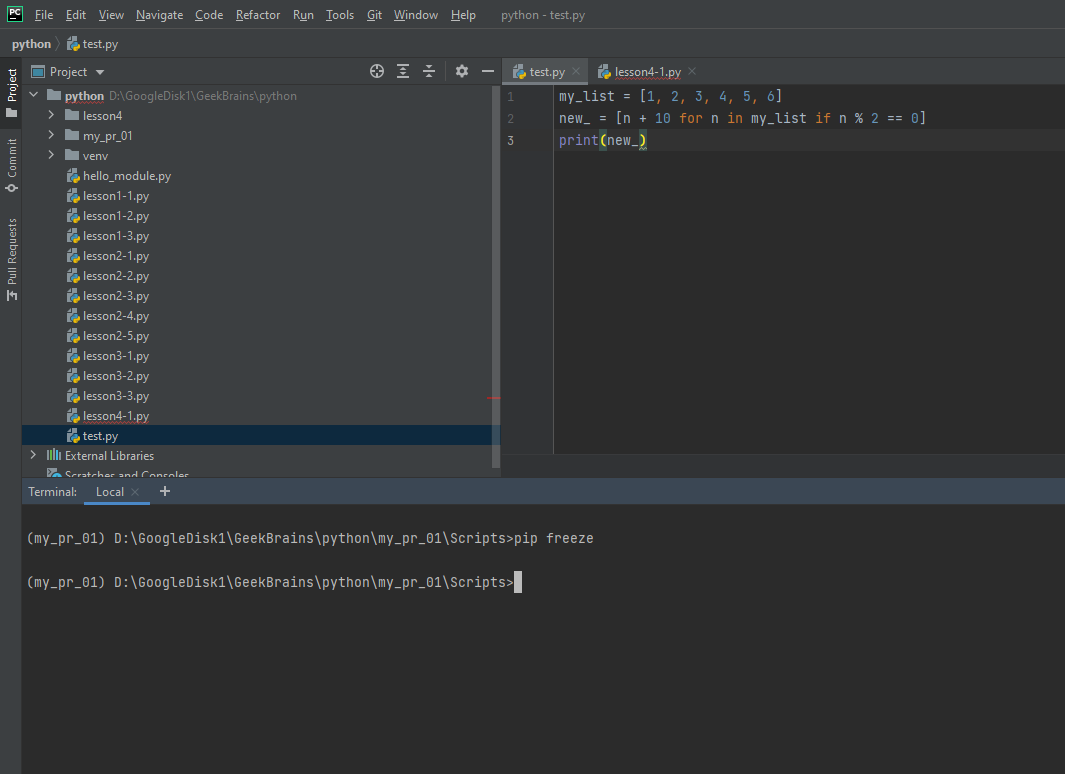 PC File Edit View Navigate Code Refactor Run Tools Git Window Help python - test.py
python test.py
Project
Commit
Pull Requests
Project
python D:\GoogleDisk1\GeekBrains\python
lesson4
my_pr_01
venv
hello_module.py
lesson1-1.py
lesson1-2.py
lesson1-3.py
lesson2-1.py
lesson2-2.py
lesson2-3.py
lesson2-4.py
lesson2-5.py
lesson3-1.py
lesson3-2.py
lesson3-3.py
lesson4-1.py
test.py
External Libraries
Scratches and Consoles
test.py lesson4-1.py
1 my_list = [1, 2, 3, 4, 5, 6]
2 new_ = [n + 10 for n in my_list if n % 2 == 0]
3 print(new_)
Terminal: Local
(my_pr_01) D:\GoogleDisk1\GeekBrains\python\my_pr_01\Scripts>pip freeze
(my_pr_01) D:\GoogleDisk1\GeekBrains\python\my_pr_01\Scripts>